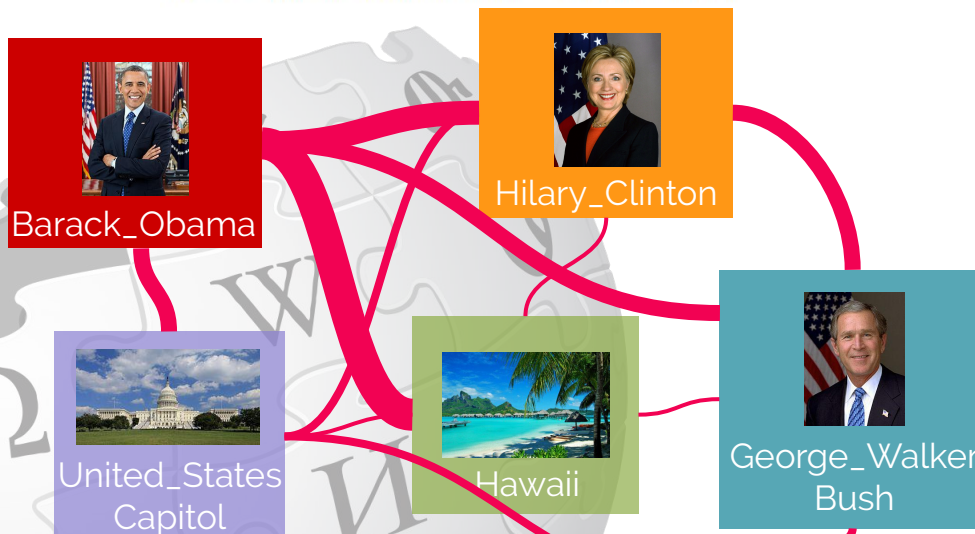 Barack_Obama
Hilary_Clinton
United_States
Capitol
Hawaii
George_Walker
Bush
W
Ω
И